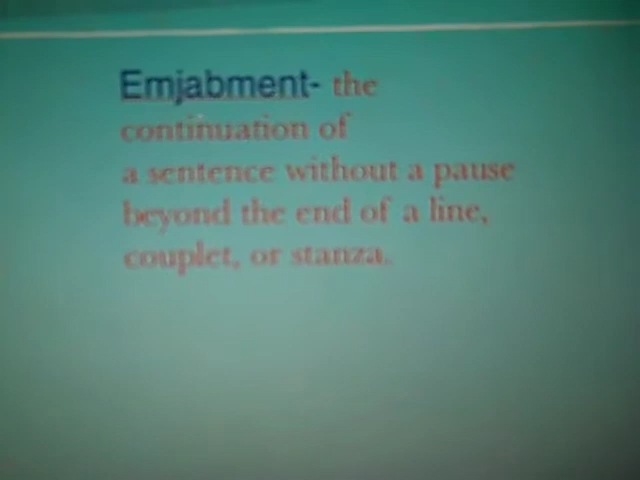 Emjabment- the
continuation of
a sentence without a pause
beyond the end of a line,
couplet, or stanza.